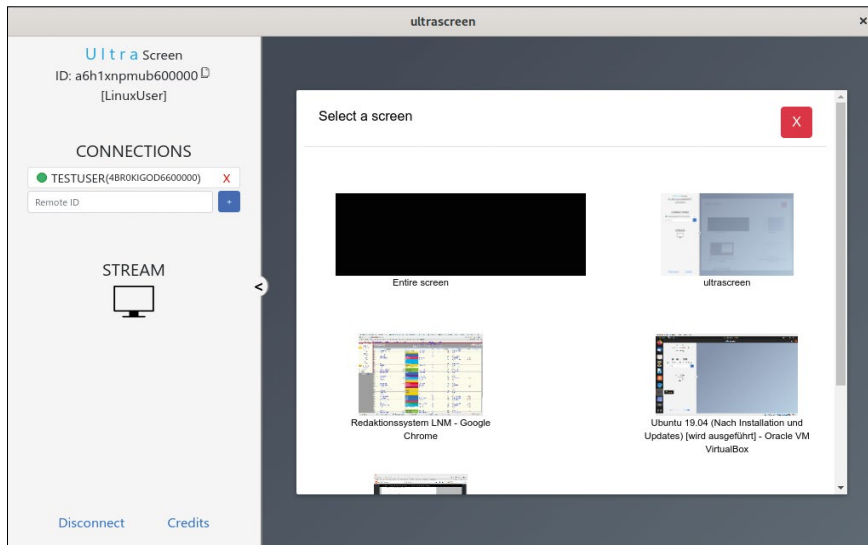 ultrascreen
×
Ultra Screen
ID: a6h1xnpmub600000
[LinuxUser]
CONNECTIONS
TESTUSER(4BR0KIGOD6600000) X
Remote ID +
STREAM
<
Disconnect Credits
Select a screen
X
Entire screen
ultrascreen
Redaktionssystem LNM - Google
Chrome
Ubuntu 19.04 (Nach Installation und
Updates) [wird ausgeführt] - Oracle VM
VirtualBox